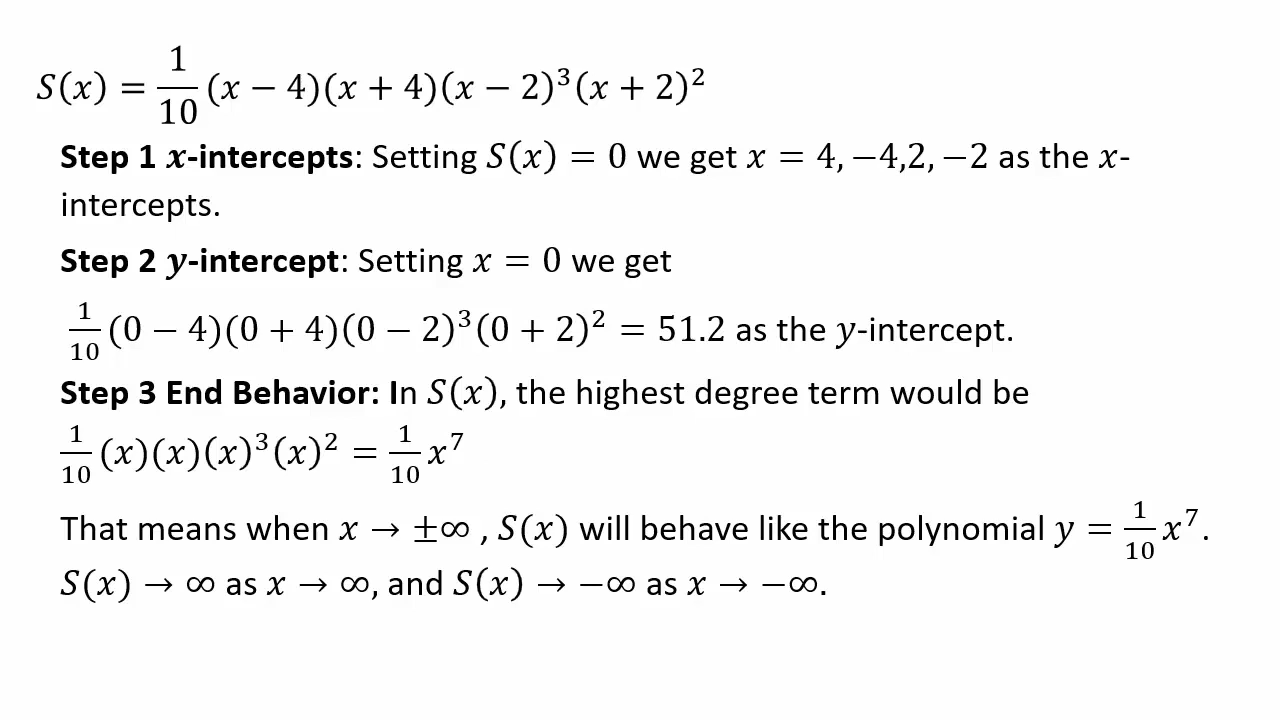 S(x) = 1/10 (x − 4)(x + 4)(x − 2)³(x + 2)²
Step 1 x-intercepts: Setting S(x) = 0 we get x = 4, −4,2, −2 as the x-
intercepts.
Step 2 y-intercept: Setting x = 0 we get
1/10 (0 − 4)(0 + 4)(0 − 2)³(0 + 2)² = 51.2 as the y-intercept.
Step 3 End Behavior: In S(x), the highest degree term would be
1/10 (x)(x)(x)³(x)² = 1/10 x⁷
That means when x → ±∞ , S(x) will behave like the polynomial y = 1/10 x⁷.
S(x) → ∞ as x → ∞, and S(x) → −∞ as x → −∞.